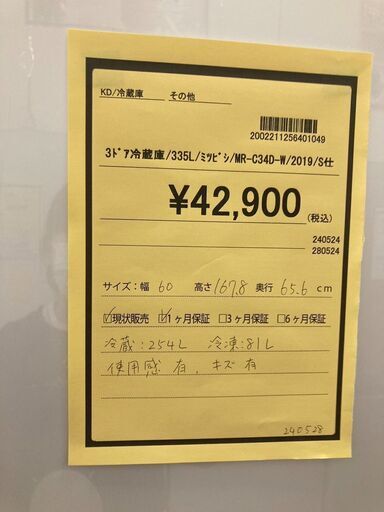 KD/冷蔵庫 その他
2002211256401049
3ﾄﾞｱ冷蔵庫/335L/ﾐﾂﾋﾞｼ/MR-C34D-W/2019/S仕
¥42,900 (税込)
240524
280524
サイズ:幅 60 高さ 167.8 奥行 65.6 cm
☑現状販売 ☑1ヶ月保証 □3ヶ月保証 □6ヶ月保証
冷蔵:254L 冷凍:81L
使用感 有、キズ 有
240528